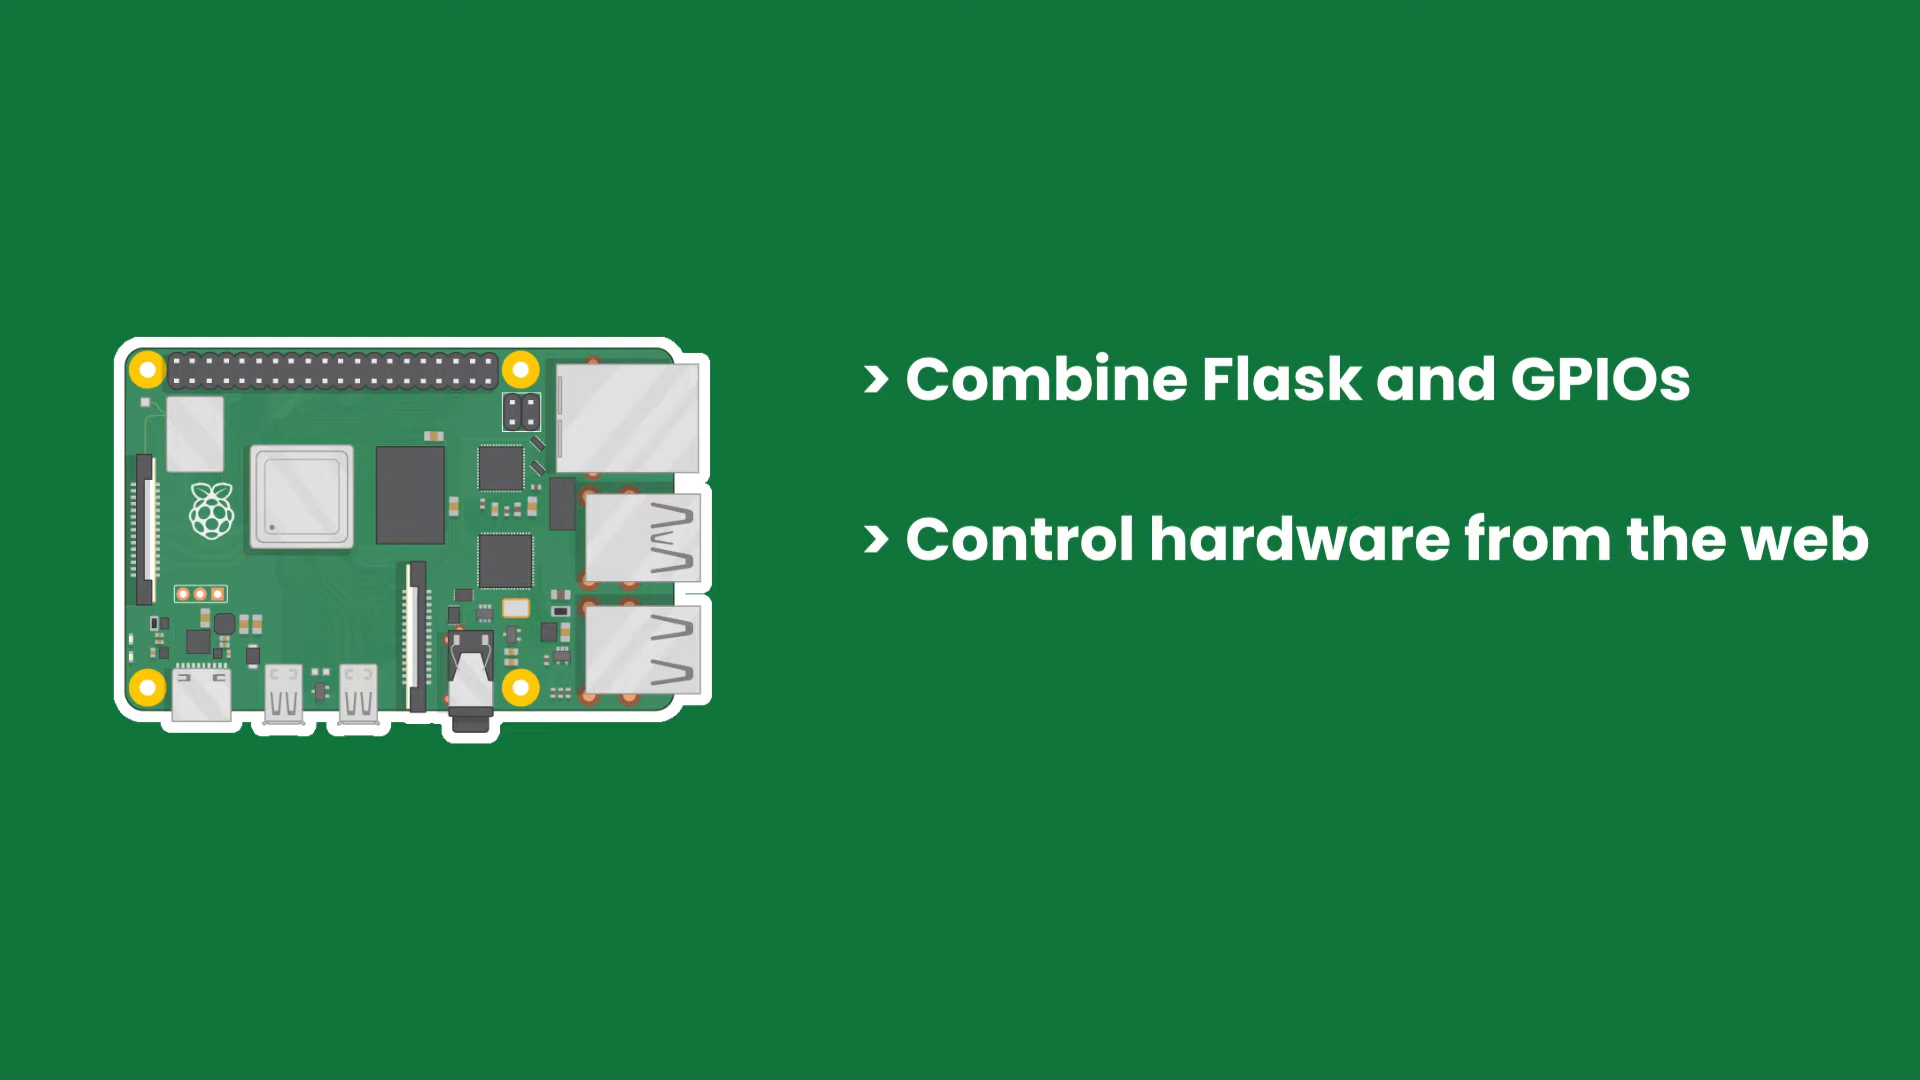 > Combine Flask and GPIOs
> Control hardware from the web